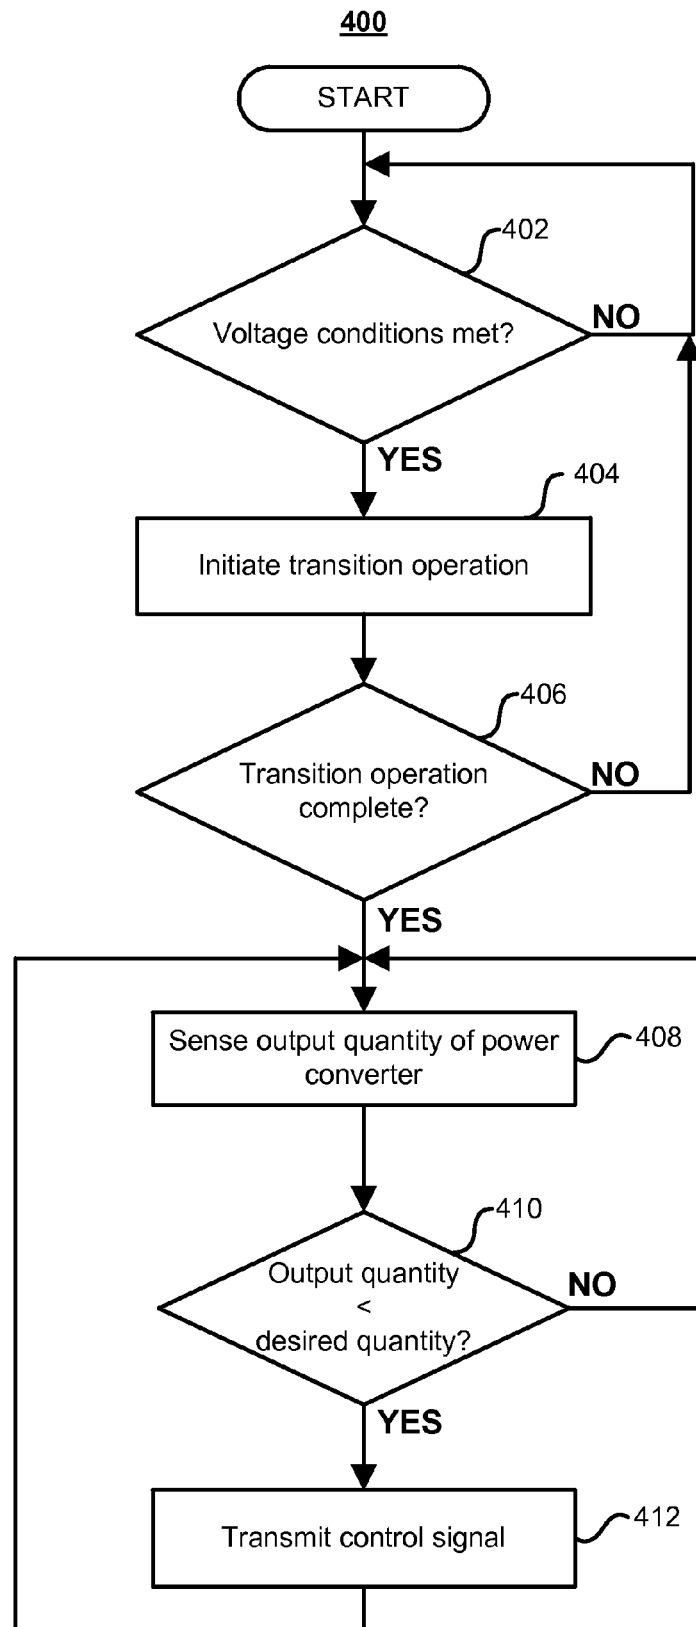 400
START
402
Voltage conditions met?
NO
YES
404
Initiate transition operation
406
Transition operation
complete?
NO
YES
Sense output quantity of power
converter
408
410
Output quantity
<
desired quantity?
NO
YES
Transmit control signal
412